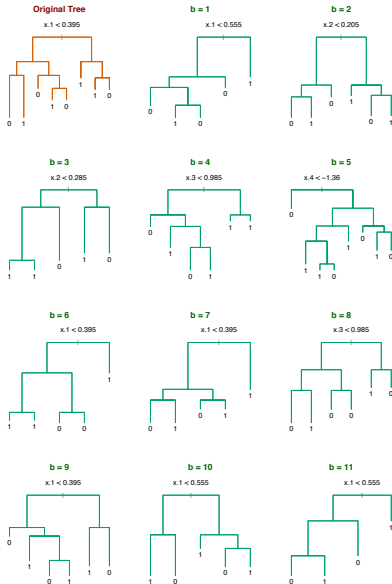 Original Tree b = 1 b = 2
x.1 < 0.395 x.1 < 0.555 x.2 < 0.205
0 1 0 1 0 1 1 0
0 1 0 0 1
0 1 0 1 0 1
b = 3 b = 4 b = 5
x.2 < 0.285 x.3 < 0.985 x.4 < −1.36
1 1 0 1 0
0 1 0 1 1 1
0 1 1 1 0 1 0 1
b = 6 b = 7 b = 8
x.1 < 0.395 x.1 < 0.395 x.3 < 0.985
1 1 0 0 1
1 1 0 1 1
0 1 0 0 1 0
b = 9 b = 10 b = 11
x.1 < 0.395 x.1 < 0.555 x.1 < 0.555
0 1 0 1 1 0
1 0 1 0 1
0 1 1